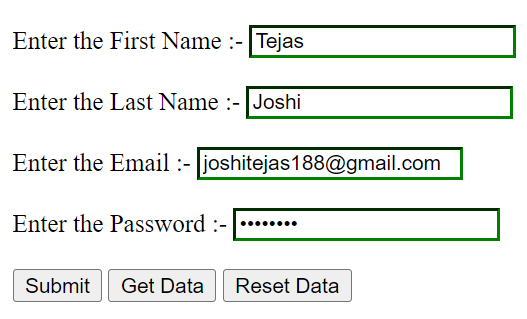 Enter the First Name :- Tejas
Enter the Last Name :- Joshi
Enter the Email :- joshitejas188@gmail.com
Enter the Password :- ••••••••
Submit Get Data Reset Data